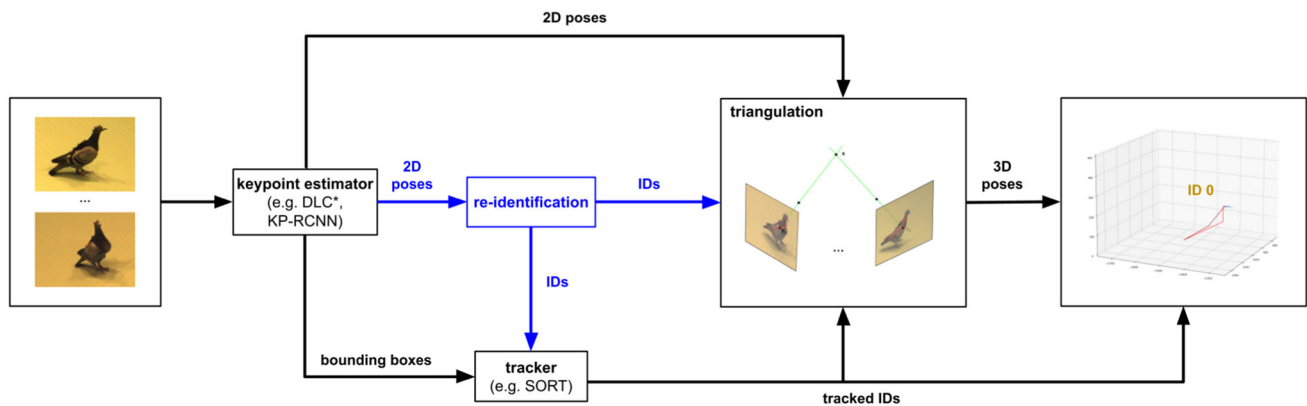 2D poses
triangulation
keypoint estimator
(e.g. DLC*,
KP-RCNN)
2D
poses
re-identification
IDs
3D
poses
ID 0
...
...
IDs
bounding boxes
tracker
(e.g. SORT)
tracked IDs